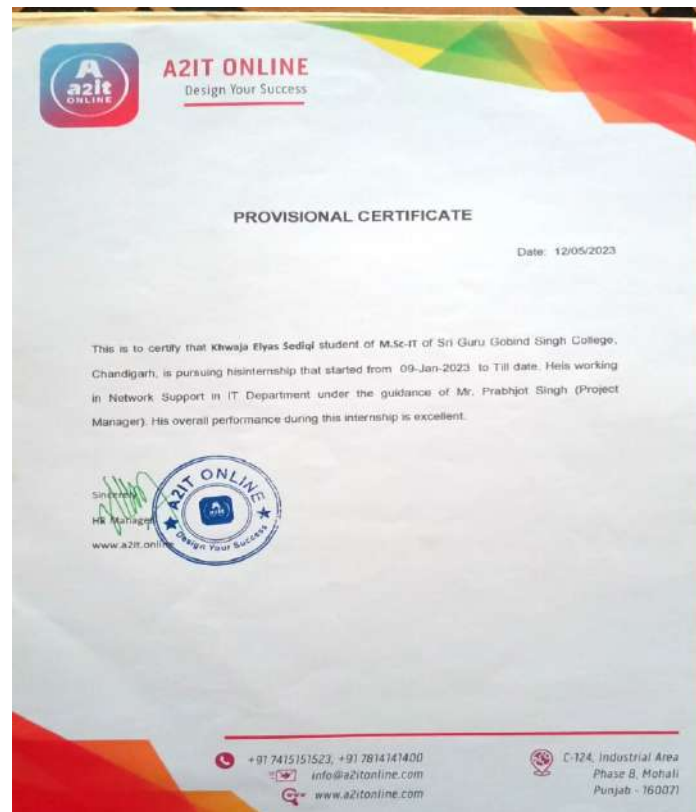 A
a2it
ONLINE
A2IT ONLINE
Design Your Success
PROVISIONAL CERTIFICATE
Date: 12/05/2023
This is to certify that Khwaja Elyas Sediqi student of M.Sc-IT of Sri Guru Gobind Singh College,
Chandigarh, is pursuing hisinternship that started from 09-Jan-2023 to Till date. Heis working
in Network Support in IT Department under the guidance of Mr. Prabhjot Singh (Project
Manager). His overall performance during this internship is excellent.
Sincerely
HR Manager
www.a2it.online
A2IT ONLINE
Design Your Success
+91 7415151523, +91 7814141400
info@a2itonline.com
www.a2itonline.com
C-124, Industrial Area
Phase 8, Mohali
Punjab - 160071